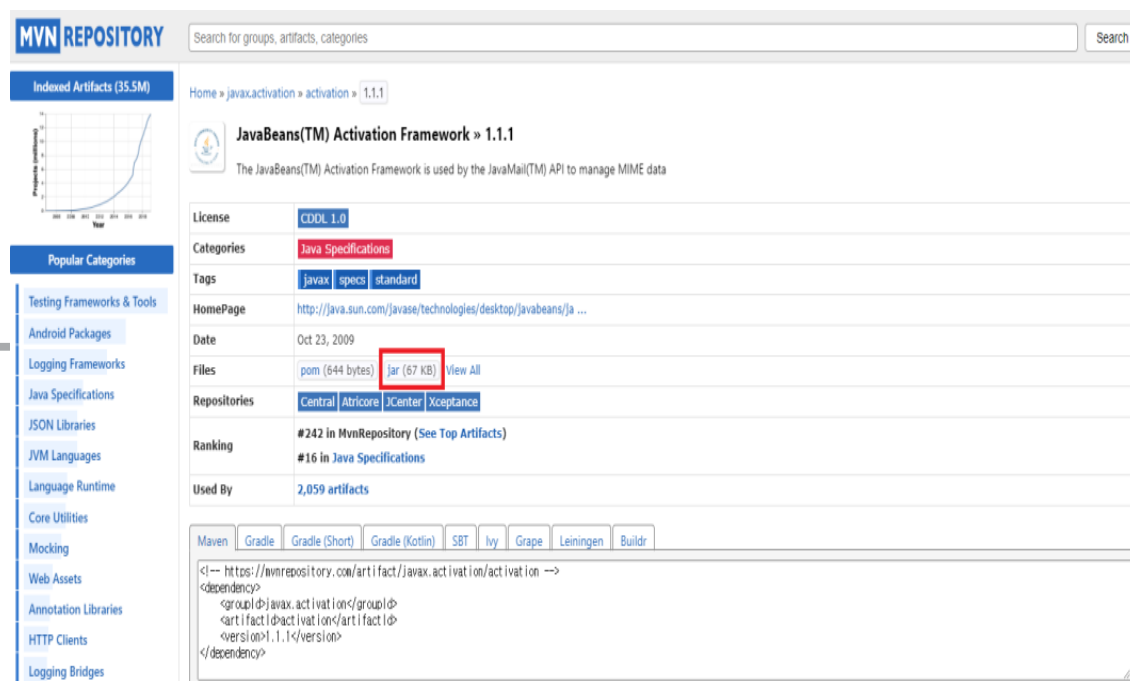 MVN REPOSITORY
Search for groups, artifacts, categories
Search
Indexed Artifacts (35.5M)
Projects (millions)
Year
Popular Categories
Testing Frameworks & Tools
Android Packages
Logging Frameworks
Java Specifications
JSON Libraries
JVM Languages
Language Runtime
Core Utilities
Mocking
Web Assets
Annotation Libraries
HTTP Clients
Logging Bridges
Home » javax.activation » activation » 1.1.1
JavaBeans(TM) Activation Framework » 1.1.1
The JavaBeans(TM) Activation Framework is used by the JavaMail(TM) API to manage MIME data
License CDDL 1.0
Categories Java Specifications
Tags javax specs standard
HomePage http://java.sun.com/javase/technologies/desktop/javabeans/ja ...
Date Oct 23, 2009
Files pom (644 bytes) jar (67 KB) View All
Repositories Central Atricore JCenter Xceptance
Ranking #242 in MvnRepository (See Top Artifacts)
#16 in Java Specifications
Used By 2,059 artifacts
Maven Gradle Gradle (Short) Gradle (Kotlin) SBT Ivy Grape Leiningen Buildr
<!-- https://mvnrepository.com/artifact/javax.activation/activation -->
<dependency>
<groupId>javax.activation</groupId>
<artifactId>activation</artifactId>
<version>1.1.1</version>
</dependency>